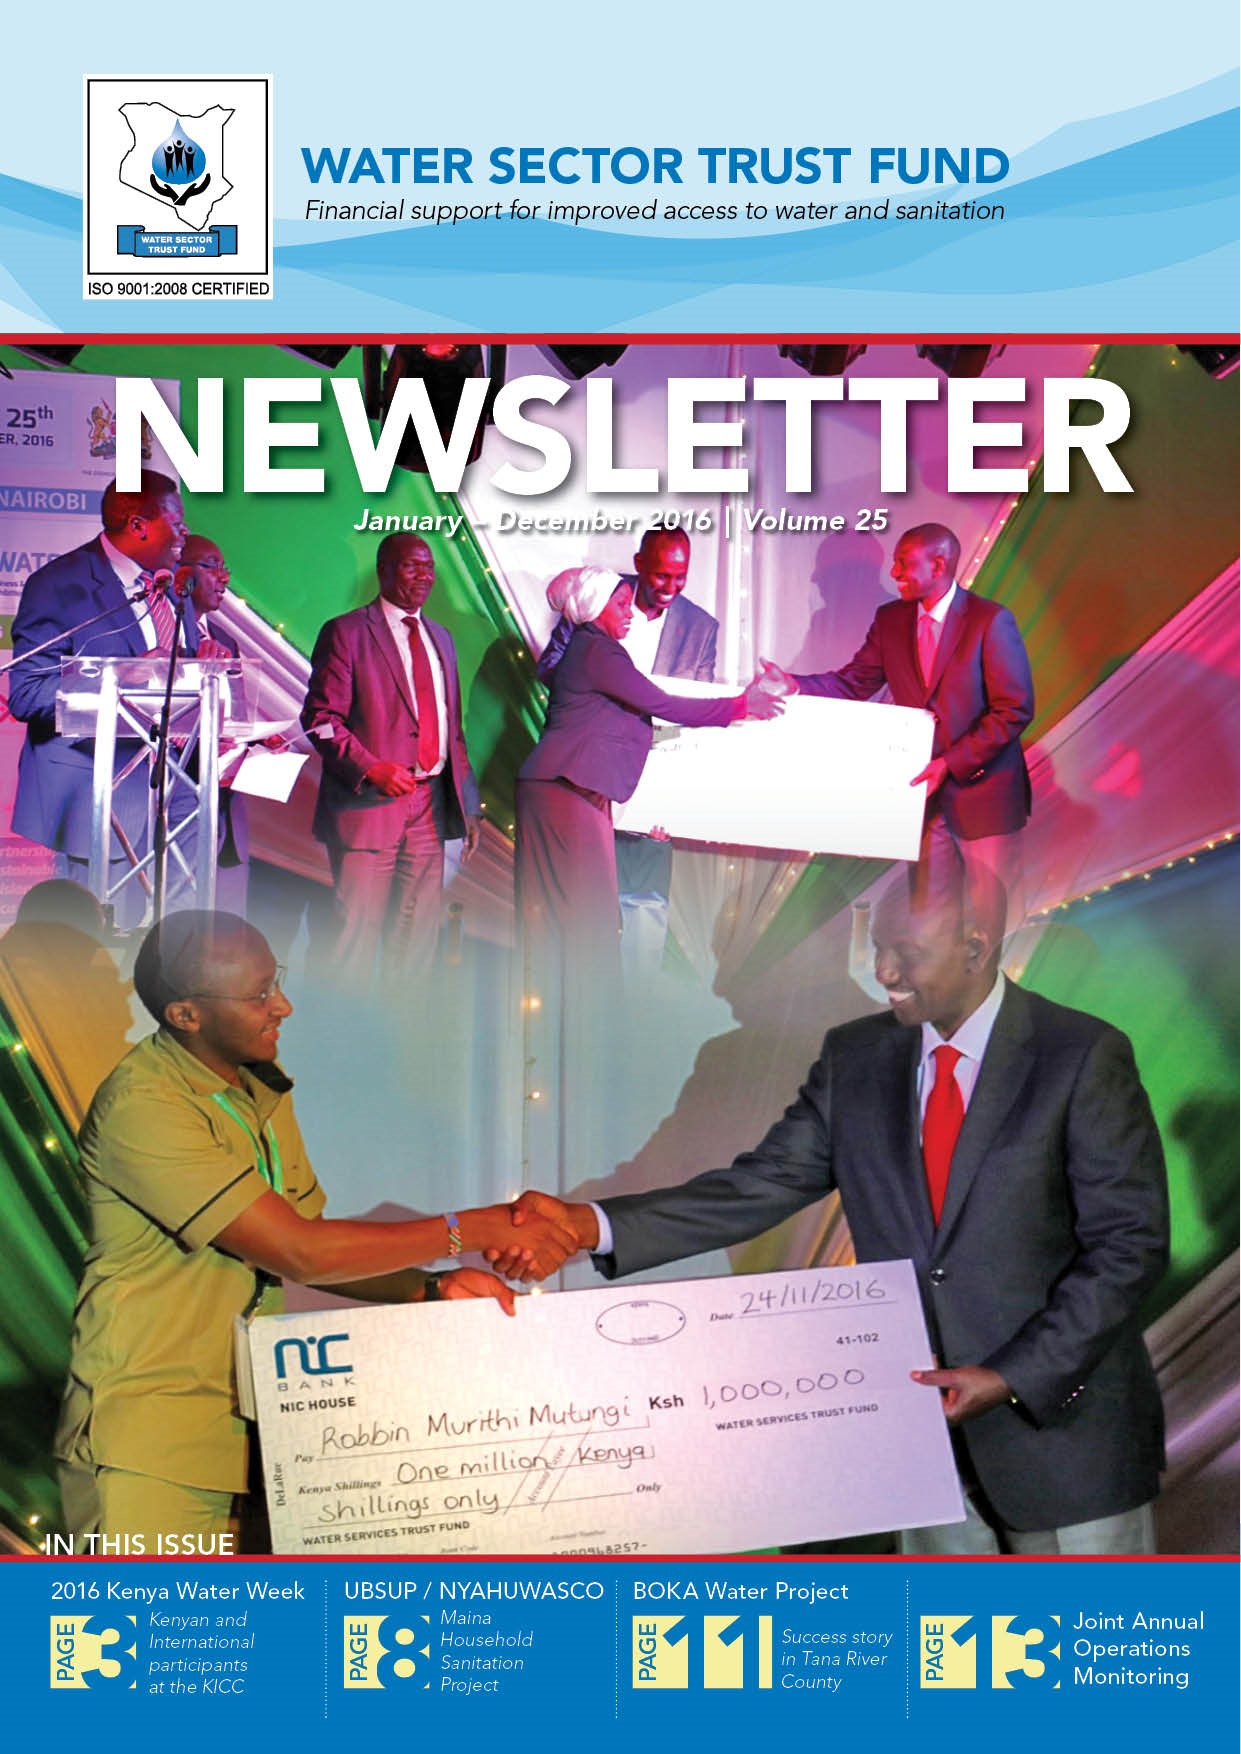 WATER SECTOR
TRUST FUND
ISO 9001:2008 CERTIFIED
WATER SECTOR TRUST FUND
Financial support for improved access to water and sanitation
NEWSLETTER
January – December 2016 | Volume 25
25th
ER, 2016
NAIROBI
WAT
24/11/2016
Date
41-102
NIC
BANK
NIC HOUSE
Pay Robbin Murithi Mutungi Ksh 1,000,000
WATER SERVICES TRUST FUND
Kenya Shillings One million Kenya
Shillings only Only
DeLaRue
WATER SERVICES TRUST FUND
Account Number
IN THIS ISSUE
2016 Kenya Water Week
PAGE 3
Kenyan and
International
participants
at the KICC
UBSUP / NYAHUWASCO
PAGE 8
Maina
Household
Sanitation
Project
BOKA Water Project
PAGE 11
Success story
in Tana River
County
PAGE 13
Joint Annual
Operations
Monitoring